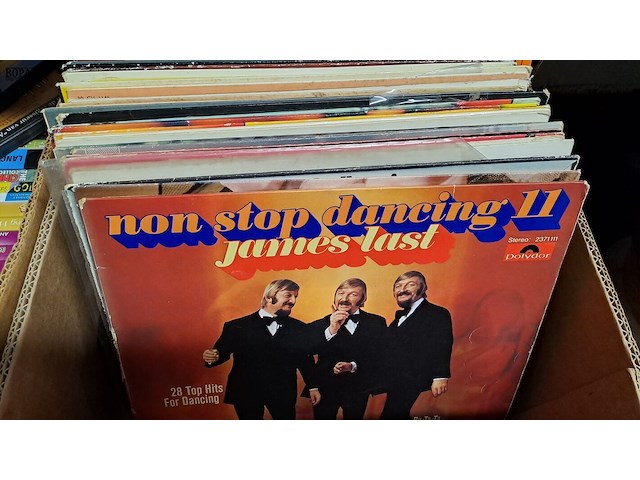 non stop dancing 11
james last
Stereo 2371111
polydor
28 Top Hits
For Dancing